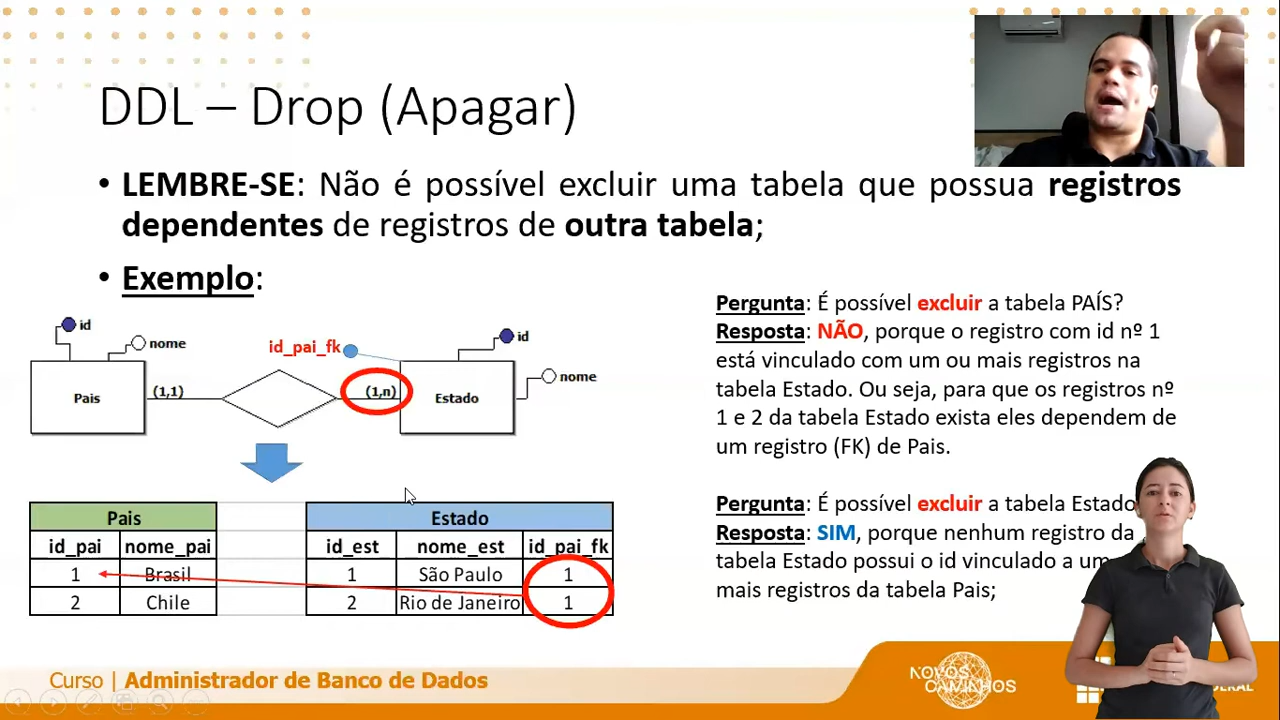 DDL – Drop (Apagar)
• LEMBRE-SE: Não é possível excluir uma tabela que possua registros
dependentes de registros de outra tabela;
• Exemplo:
id
nome
id_pai_fk
id
nome
Pais
(1,1)
(1,n)
Estado
Pais
id_pai nome_pai
1 Brasil
2 Chile
Estado
id_est nome_est id_pai_fk
1 São Paulo 1
2 Rio de Janeiro 1
Pergunta: É possível excluir a tabela PAÍS?
Resposta: NÃO, porque o registro com id nº 1
está vinculado com um ou mais registros na
tabela Estado. Ou seja, para que os registros nº
1 e 2 da tabela Estado exista eles dependem de
um registro (FK) de Pais.
Pergunta: É possível excluir a tabela Estado
Resposta: SIM, porque nenhum registro da
tabela Estado possui o id vinculado a um
mais registros da tabela Pais;
Curso | Administrador de Banco de Dados
NOVOS
CAMINHOS